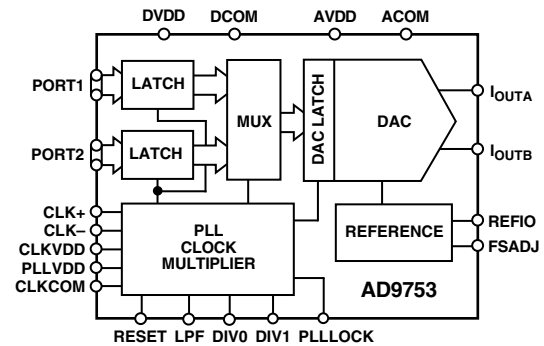 DVDD DCOM AVDD ACOM
PORT1
LATCH
MUX
DAC LATCH
DAC
IOUTA
PORT2
LATCH
IOUTB
CLK+
CLK–
CLKVDD
PLLVDD
CLKCOM
PLL
CLOCK
MULTIPLIER
REFERENCE
REFIO
FSADJ
AD9753
RESET LPF DIV0 DIV1 PLLLOCK